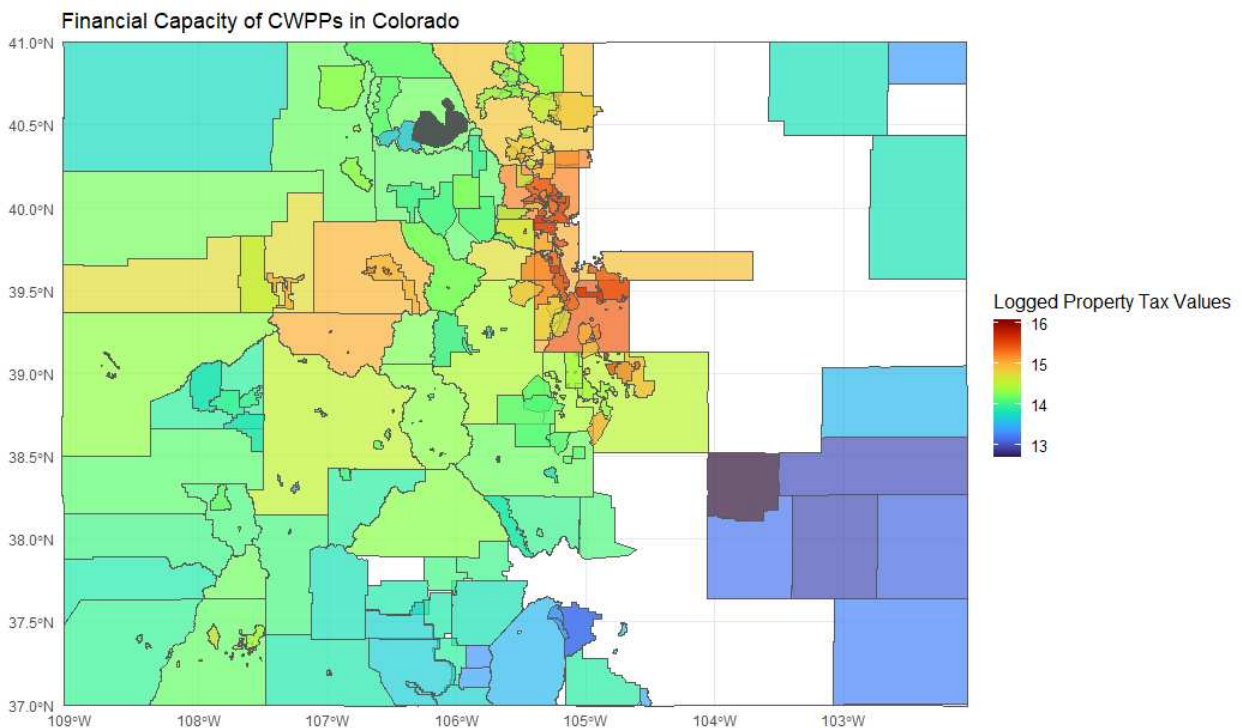 Financial Capacity of CWPPs in Colorado
41.0°N
40.5°N
40.0°N
39.5°N
39.0°N
38.5°N
38.0°N
37.5°N
37.0°N
109°W 108°W 107°W 106°W 105°W 104°W 103°W
Logged Property Tax Values
16
15
14
13